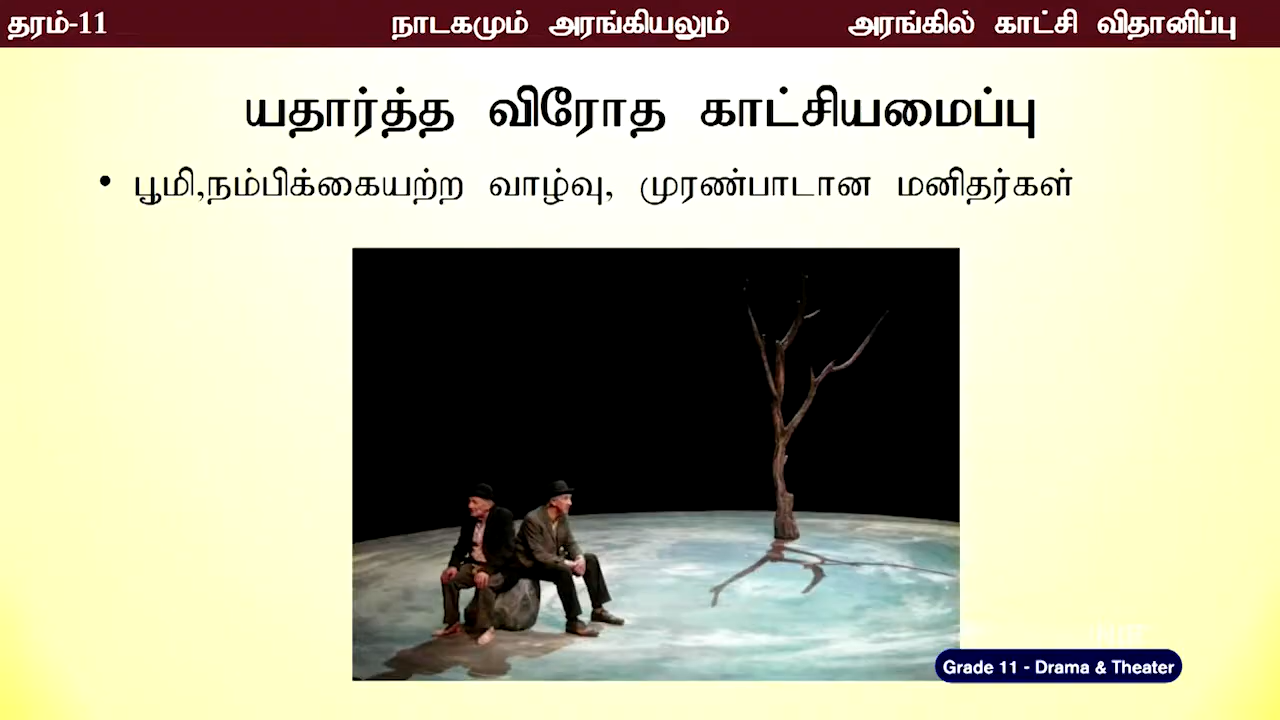 தரம்-11 நாடகமும் அரங்கியலும் அரங்கில் காட்சி விதானிப்பு
யதார்த்த விரோத காட்சியமைப்பு
• பூமி,நம்பிக்கையற்ற வாழ்வு, முரண்பாடான மனிதர்கள்
Grade 11 - Drama & Theater